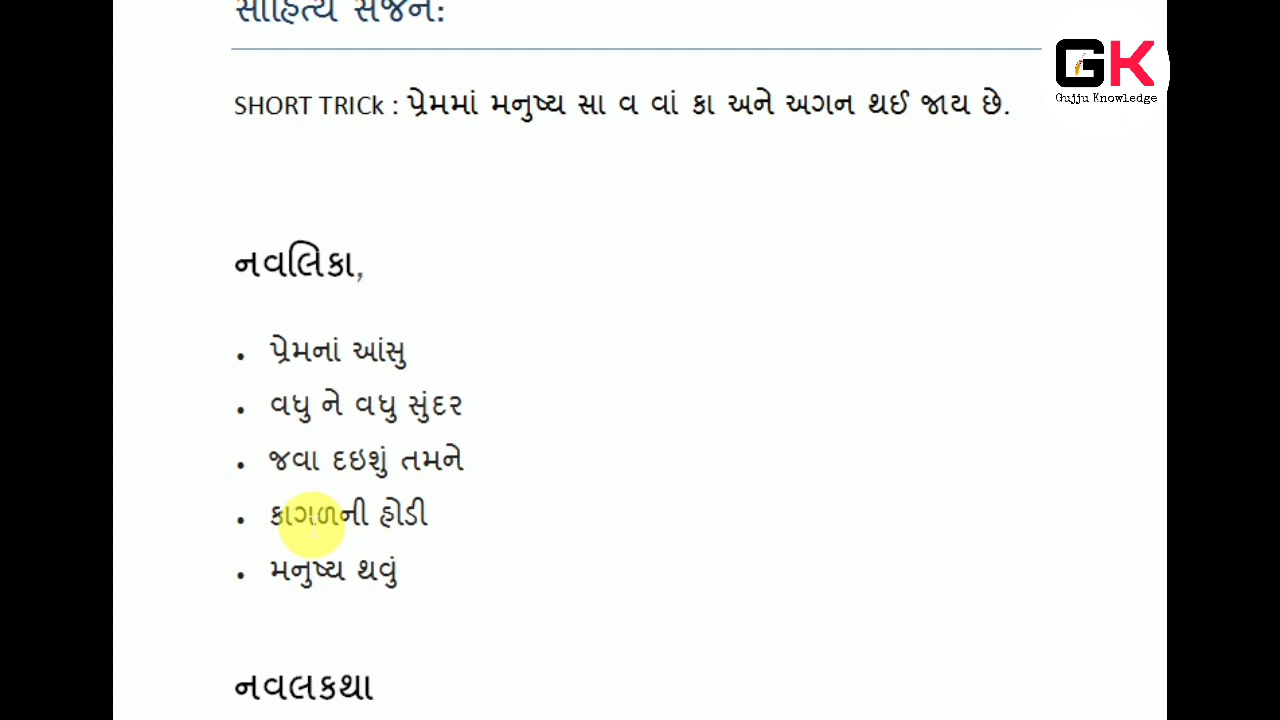 સાહિત્ય સર્જન:
GK
Gujju Knowledge
SHORT TRICk : પ્રેમમાં મનુષ્ય સા વ વાં કા અને અગન થઈ જાય છે.
નવલિકા,
• પ્રેમનાં આંસુ
• વધુ ને વધુ સુંદર
• જવા દઇશું તમને
• કાગળની હોડી
• મનુષ્ય થવું
નવલકથા